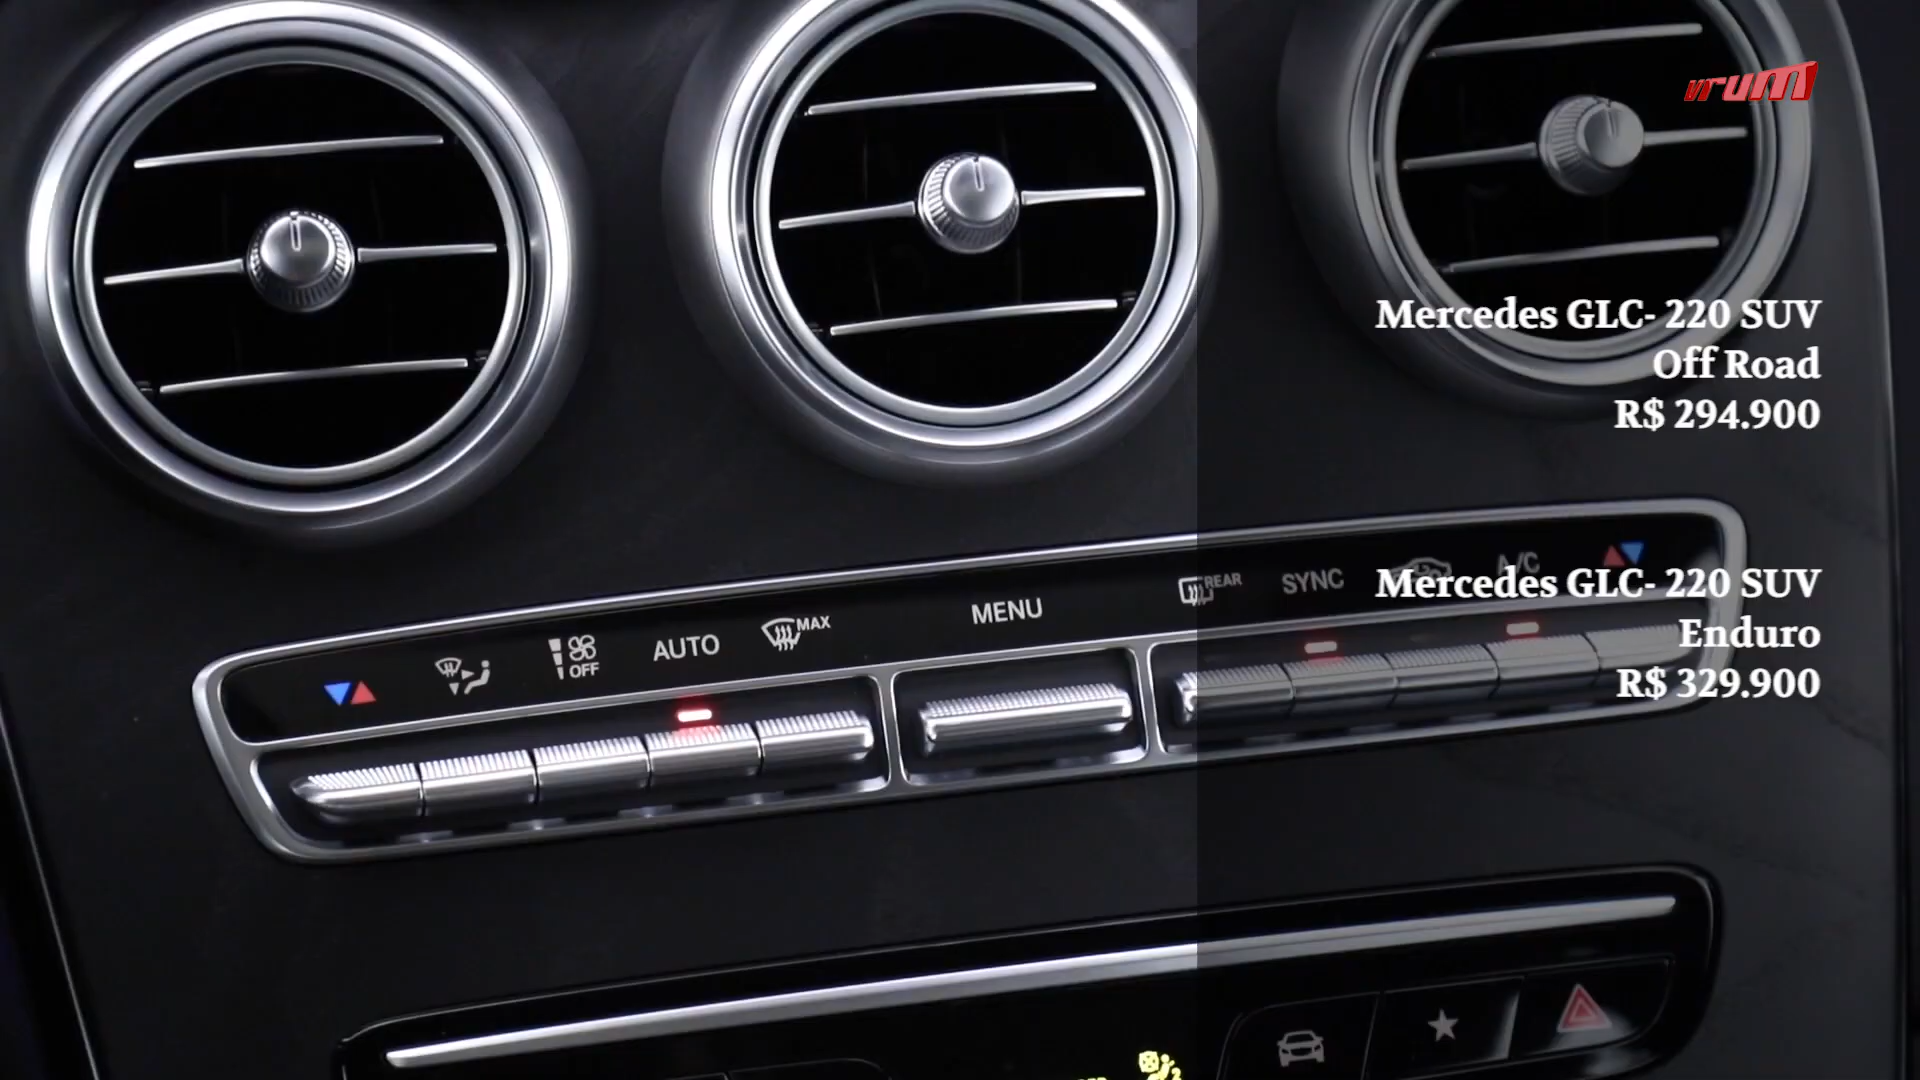 vrum
Mercedes GLC- 220 SUV
Off Road
R$ 294.900
Mercedes GLC- 220 SUV
Enduro
R$ 329.900
OFF
AUTO
MAX
MENU
REAR
SYNC
A/C